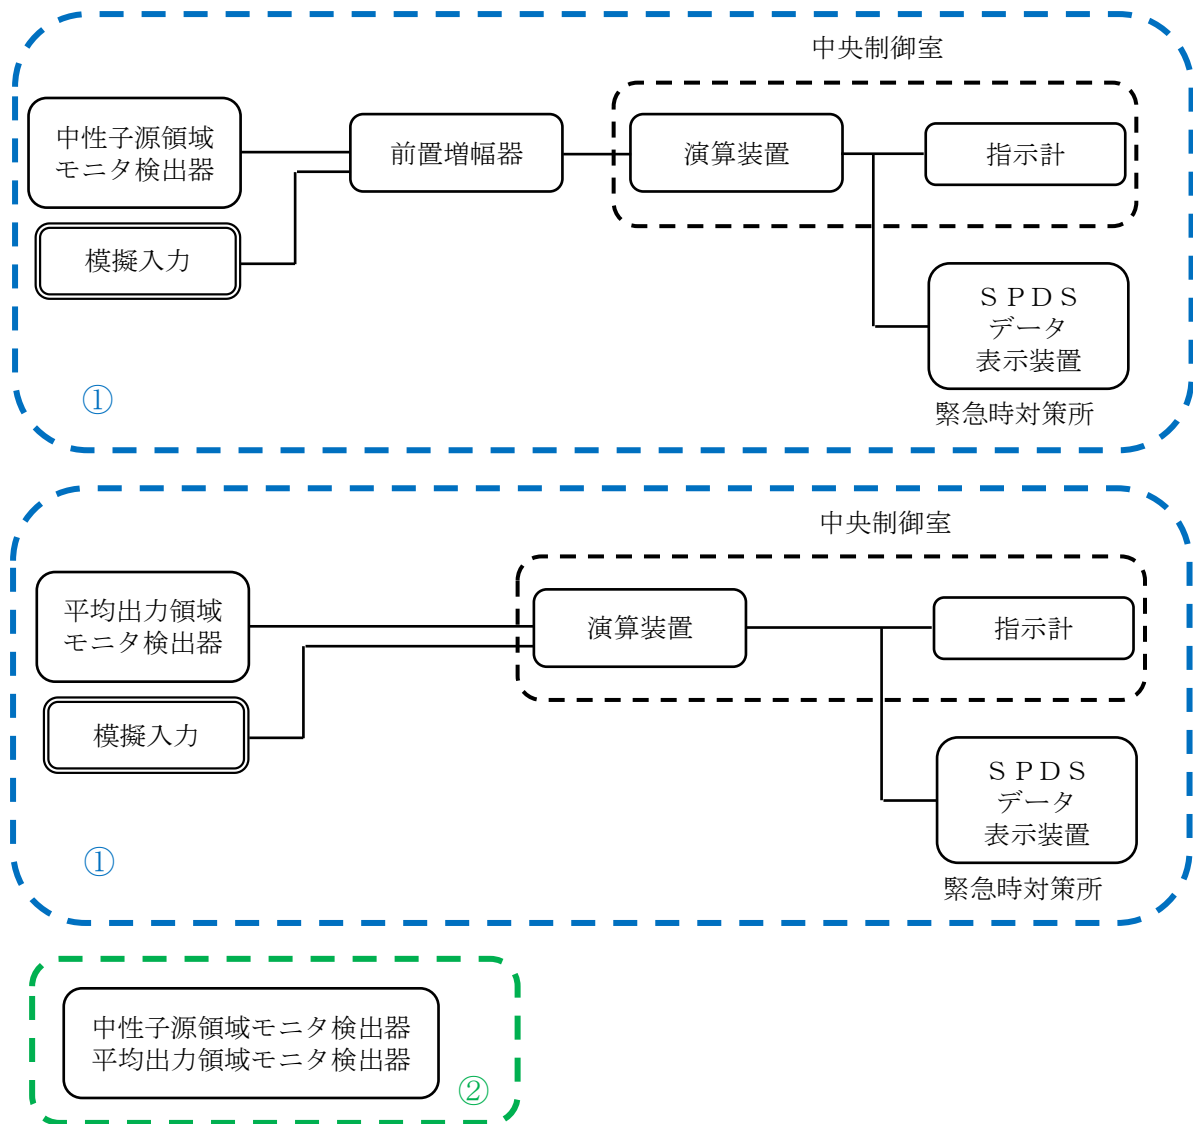 中央制御室
中性子源領域
モニタ検出器
前置増幅器
演算装置
指示計
模擬入力
ＳＰＤＳ
データ
表示装置
緊急時対策所
①
中央制御室
平均出力領域
モニタ検出器
演算装置
指示計
模擬入力
ＳＰＤＳ
データ
表示装置
緊急時対策所
①
中性子源領域モニタ検出器
平均出力領域モニタ検出器
②